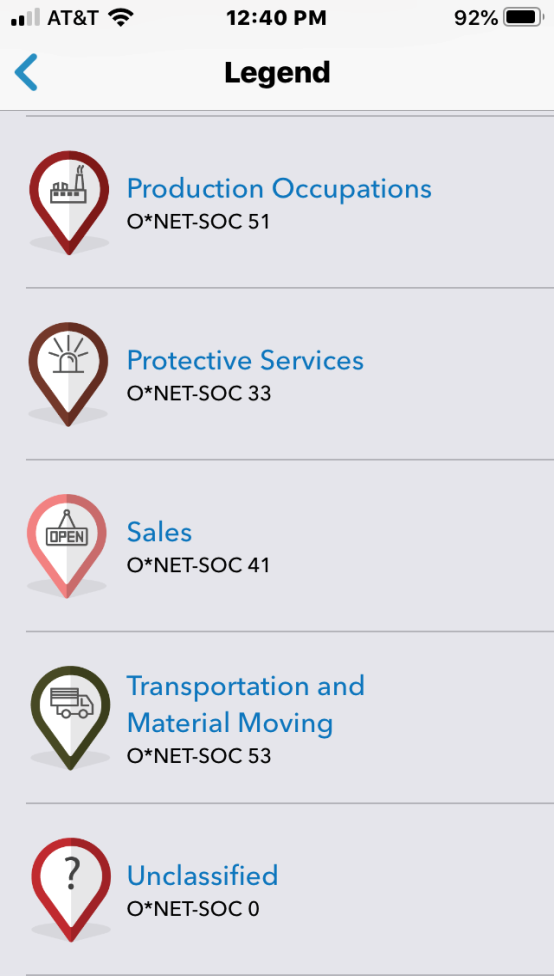 AT&T 12:40 PM 92%
Legend
Production Occupations
O*NET-SOC 51
Protective Services
O*NET-SOC 33
OPEN
Sales
O*NET-SOC 41
Transportation and
Material Moving
O*NET-SOC 53
?
Unclassified
O*NET-SOC 0